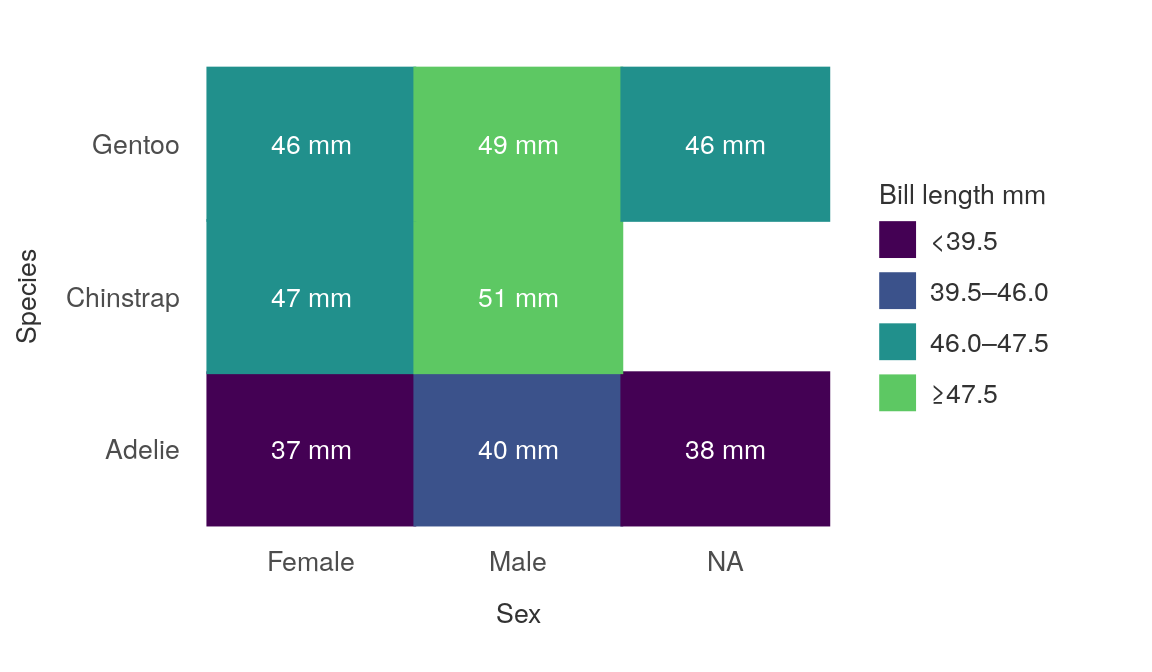 Gentoo
46 mm
49 mm
46 mm
Bill length mm
<39.5
39.5–46.0
46.0–47.5
≥47.5
Species
Chinstrap
47 mm
51 mm
Adelie
37 mm
40 mm
38 mm
Female
Male
NA
Sex